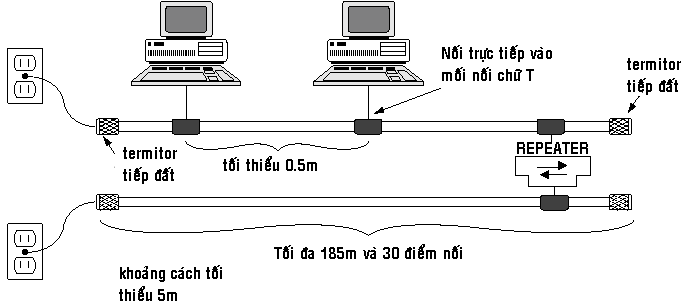 Nối trực tiếp vào
mối nối chữ T
termitor
tiếp đất
termitor
tiếp đất
tối thiểu 0.5m
REPEATER
Tối đa 185m và 30 điểm nối
khoảng cách tối
thiểu 5m